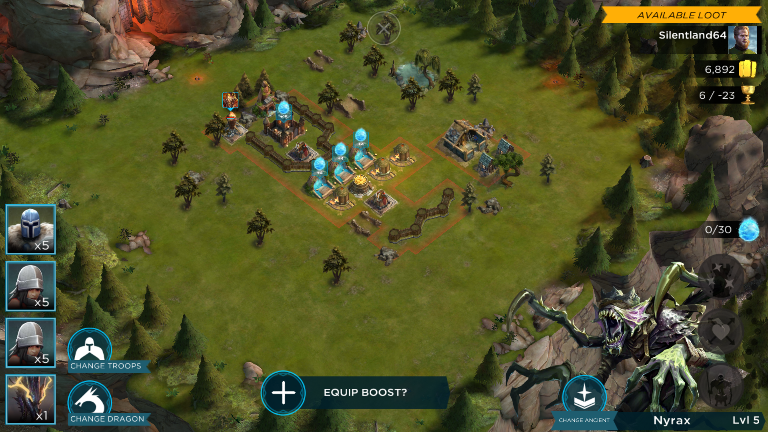 AVAILABLE LOOT
Silentland64
6,892
6 / -23
0/30
x5
x5
x5
x1
CHANGE TROOPS
CHANGE DRAGON
EQUIP BOOST?
CHANGE ANCIENT
Nyrax Lvl 5